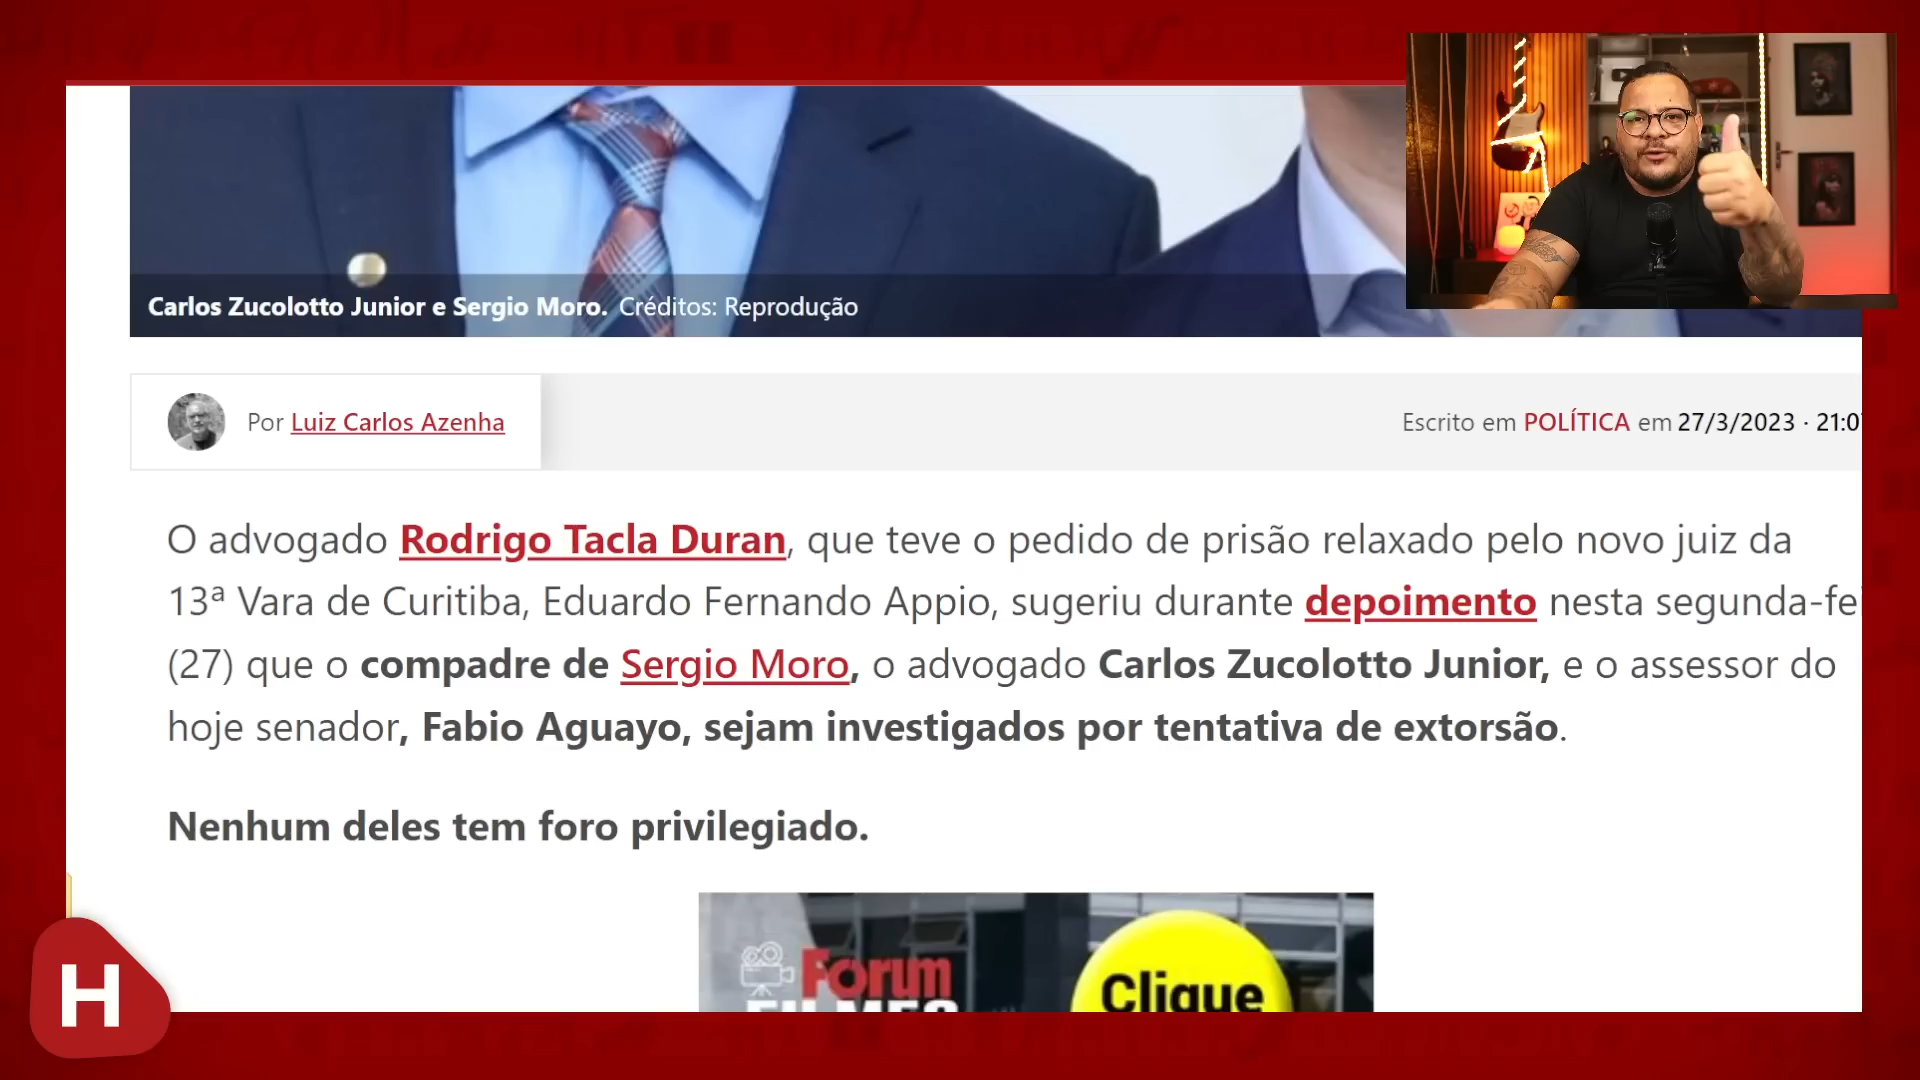 Carlos Zucolotto Junior e Sergio Moro. Créditos: Reprodução
Por Luiz Carlos Azenha
Escrito em POLÍTICA em 27/3/2023 · 21:0
O advogado Rodrigo Tacla Duran, que teve o pedido de prisão relaxado pelo novo juiz da
13ª Vara de Curitiba, Eduardo Fernando Appio, sugeriu durante depoimento nesta segunda-fei
(27) que o compadre de Sergio Moro, o advogado Carlos Zucolotto Junior, e o assessor do
hoje senador, Fabio Aguayo, sejam investigados por tentativa de extorsão.
Nenhum deles tem foro privilegiado.
Forum
FILMES
Clique
H